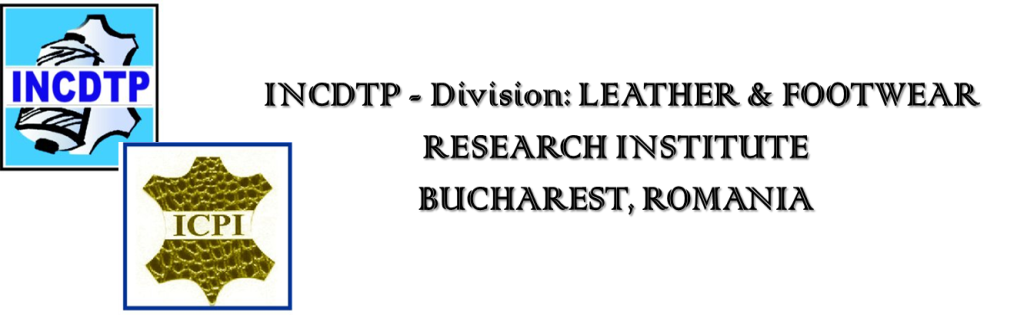 INCDTP
INCDTP - Division: LEATHER & FOOTWEAR
RESEARCH INSTITUTE
BUCHAREST, ROMANIA
ICPI